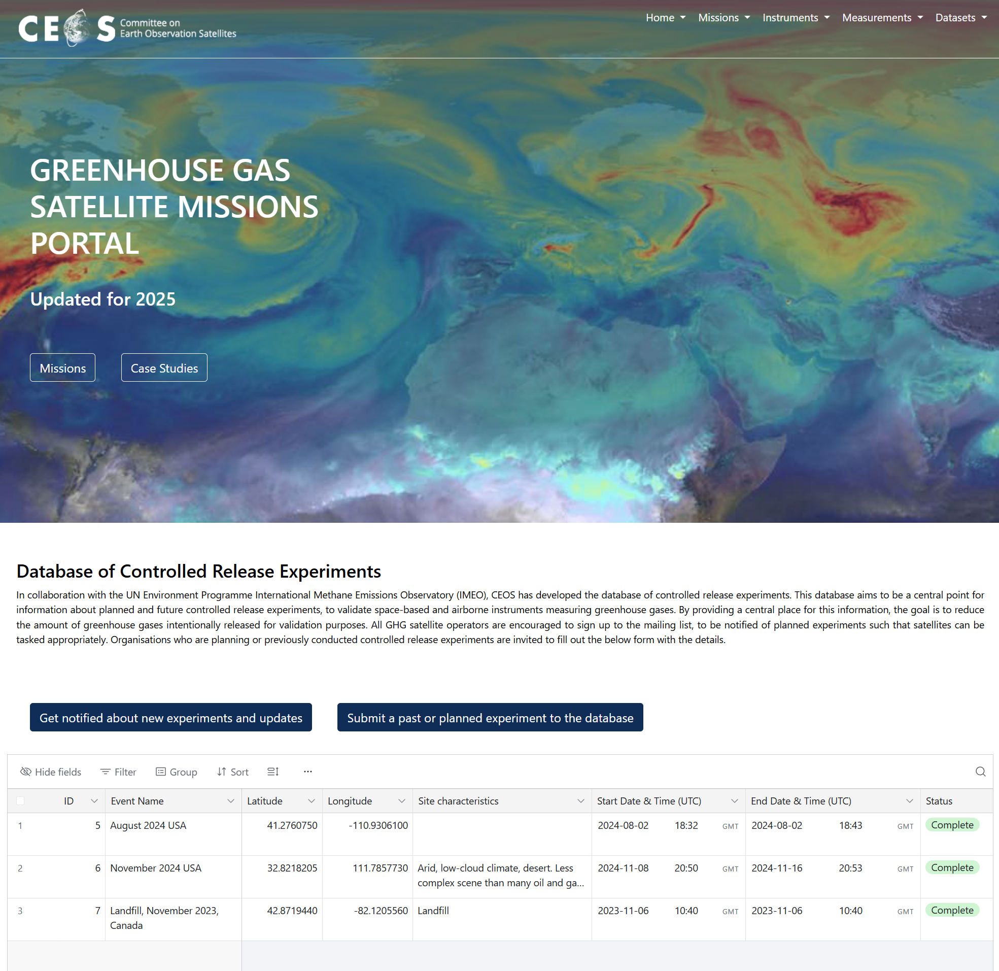 CEOS Committee on
Earth Observation Satellites
Home Missions Instruments Measurements Datasets
GREENHOUSE GAS
SATELLITE MISSIONS
PORTAL
Updated for 2025
Missions Case Studies
Database of Controlled Release Experiments
In collaboration with the UN Environment Programme International Methane Emissions Observatory (IMEO), CEOS has developed the database of controlled release experiments. This database aims to be a central point for
information about planned and future controlled release experiments, to validate space-based and airborne instruments measuring greenhouse gases. By providing a central place for this information, the goal is to reduce
the amount of greenhouse gases intentionally released for validation purposes. All GHG satellite operators are encouraged to sign up to the mailing list, to be notified of planned experiments such that satellites can be
tasked appropriately. Organisations who are planning or previously conducted controlled release experiments are invited to fill out the below form with the details.
Get notified about new experiments and updates Submit a past or planned experiment to the database
Hide fields Filter Group Sort ...
ID Event Name Latitude Longitude Site characteristics Start Date & Time (UTC) End Date & Time (UTC) Status
1 5 August 2024 USA 41.2760750 -110.9306100 2024-08-02 18:32 GMT 2024-08-02 18:43 GMT Complete
2 6 November 2024 USA 32.8218205 111.7857730 Arid, low-cloud climate, desert. Less 2024-11-08 20:50 GMT 2024-11-16 20:53 GMT Complete
complex scene than many oil and ga...
3 7 Landfill, November 2023, 42.8719440 -82.1205560 Landfill 2023-11-06 10:40 GMT 2023-11-06 10:40 GMT Complete
Canada